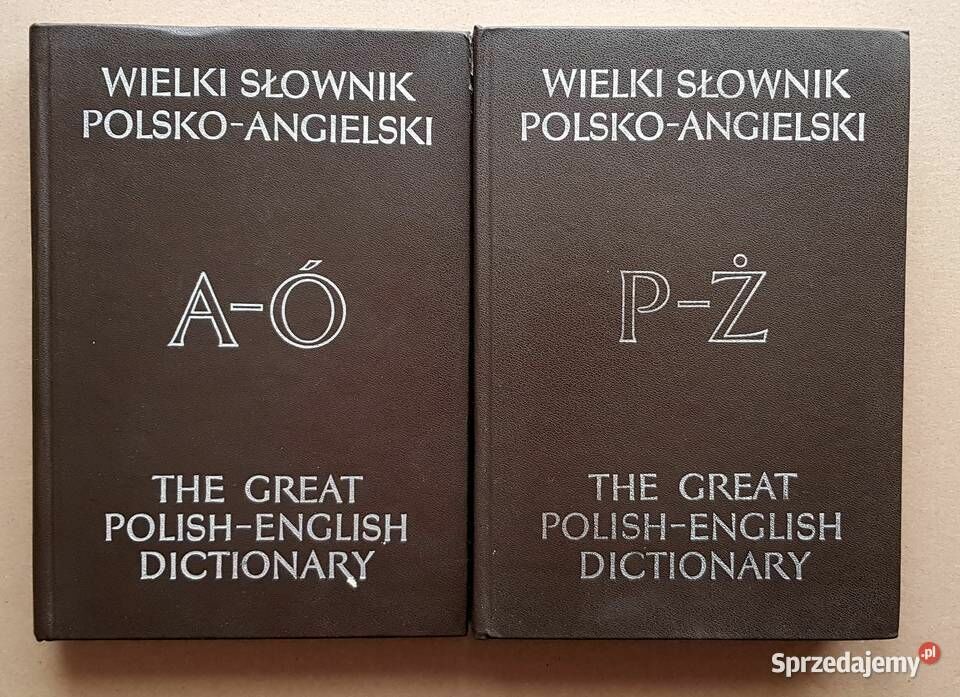 WIELKI SŁOWNIK
POLSKO-ANGIELSKI
A-Ó
THE GREAT
POLISH-ENGLISH
DICTIONARY
WIELKI SŁOWNIK
POLSKO-ANGIELSKI
P-Ż
THE GREAT
POLISH-ENGLISH
DICTIONARY
Sprzedajemy.pl